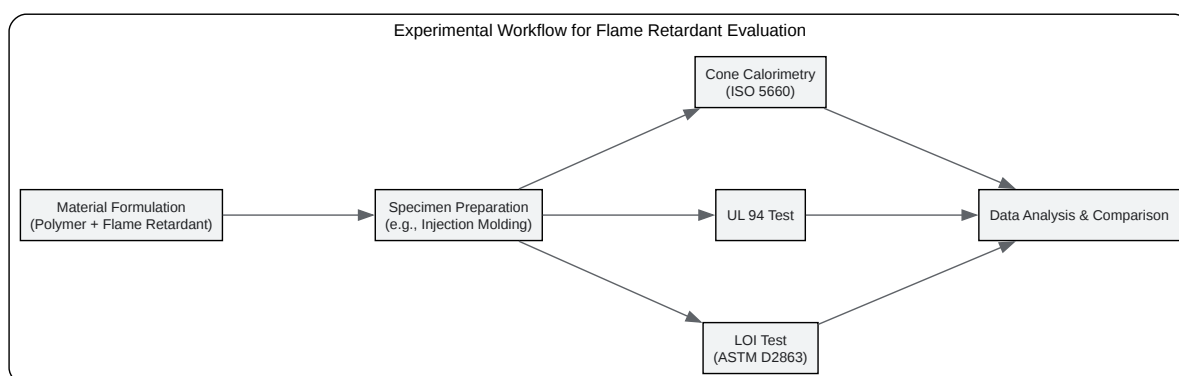 Experimental Workflow for Flame Retardant Evaluation
Material Formulation
(Polymer + Flame Retardant)
Specimen Preparation
(e.g., Injection Molding)
Cone Calorimetry
(ISO 5660)
UL 94 Test
LOI Test
(ASTM D2863)
Data Analysis & Comparison